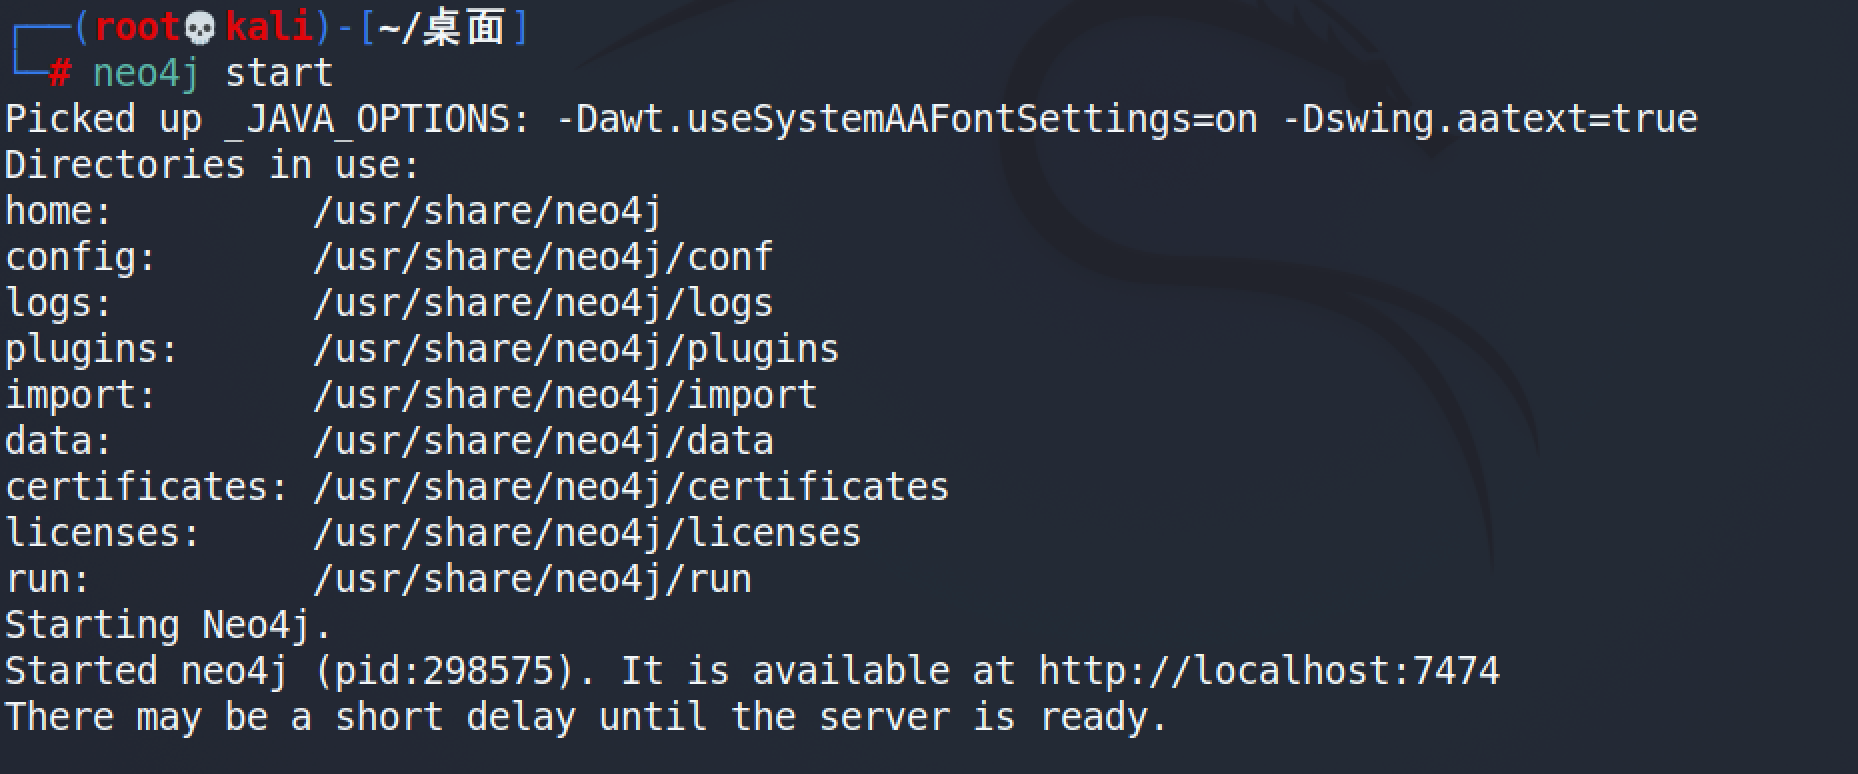 ┌──(root💀kali)-[~/桌面]
└─# neo4j start
Picked up _JAVA_OPTIONS: -Dawt.useSystemAAFontSettings=on -Dswing.aatext=true
Directories in use:
home:         /usr/share/neo4j
config:       /usr/share/neo4j/conf
logs:         /usr/share/neo4j/logs
plugins:      /usr/share/neo4j/plugins
import:       /usr/share/neo4j/import
data:         /usr/share/neo4j/data
certificates: /usr/share/neo4j/certificates
licenses:     /usr/share/neo4j/licenses
run:          /usr/share/neo4j/run
Starting Neo4j.
Started neo4j (pid:298575). It is available at http://localhost:7474
There may be a short delay until the server is ready.